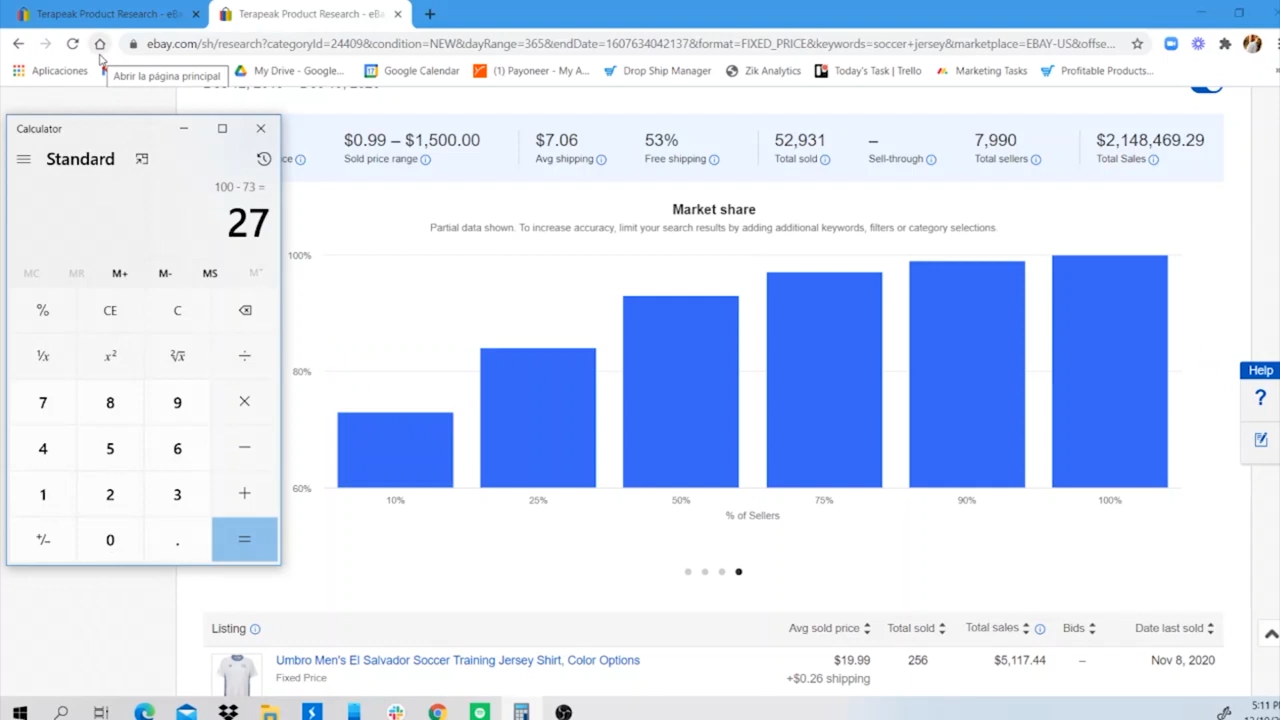 Terapeak Product Research - eBa
Terapeak Product Research - eBa
ebay.com/sh/research?categoryId=24409&condition=NEW&dayRange=365&endDate=1607634042137&format=FIXED_PRICE&keywords=soccer+jersey&marketplace=EBAY-US&offse...
Aplicaciones
My Drive - Google...
Google Calendar
(1) Payoneer - My A...
Drop Ship Manager
Zik Analytics
Today's Task | Trello
Marketing Tasks
Profitable Products...
Abrir la página principal
Calculator
Standard
100 - 73 =
27
MC MR M+ M- MS
% CE C
¹/x x² ÷
7 8 9 ×
4 5 6 −
1 2 3 +
+/- 0 . =
$0.99 – $1,500.00 $7.06 53% 52,931 – 7,990 $2,148,469.29
ce Sold price range Avg shipping Free shipping Total sold Sell-through Total sellers Total Sales
Market share
Partial data shown. To increase accuracy, limit your search results by adding additional keywords, filters or category selections.
100%
80%
60%
10% 25% 50% 75% 90% 100%
% of Sellers
Help
?
Listing Avg sold price Total sold Total sales Bids Date last sold
Umbro Men's El Salvador Soccer Training Jersey Shirt, Color Options $19.99 256 $5,117.44 – Nov 8, 2020
Fixed Price +$0.26 shipping
5:11 P